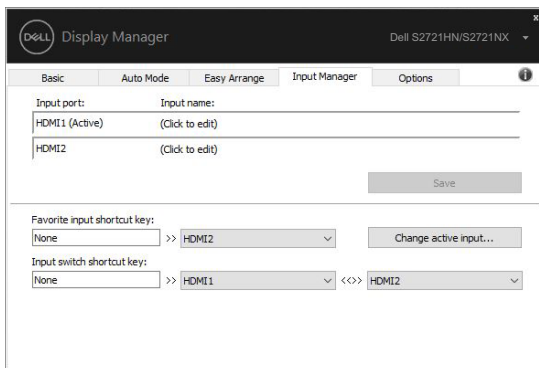 x
DELL Display Manager Dell S2721HN/S2721NX
Basic Auto Mode Easy Arrange Input Manager Options i
Input port: Input name:
HDMI1 (Active) (Click to edit)
HDMI2 (Click to edit)
Save
Favorite input shortcut key:
None >> HDMI2 Change active input...
Input switch shortcut key:
None >> HDMI1 <<>> HDMI2